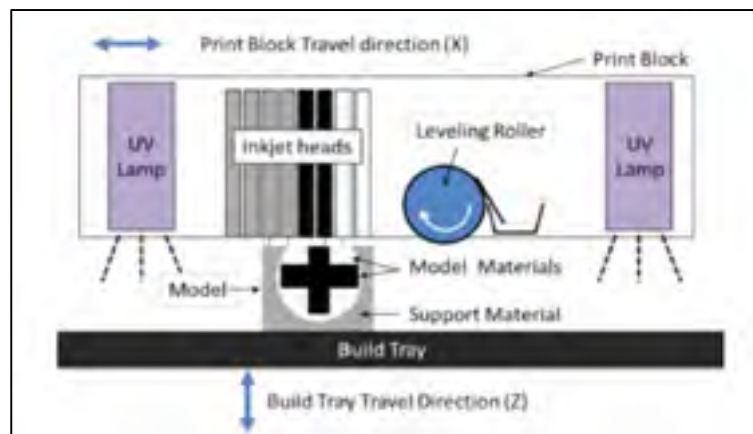 Print Block Travel direction (X)
Print Block
UV
Lamp
Inkjet heads
Leveling Roller
UV
Lamp
Model Materials
Model
Support Material
Build Tray
Build Tray Travel Direction (Z)